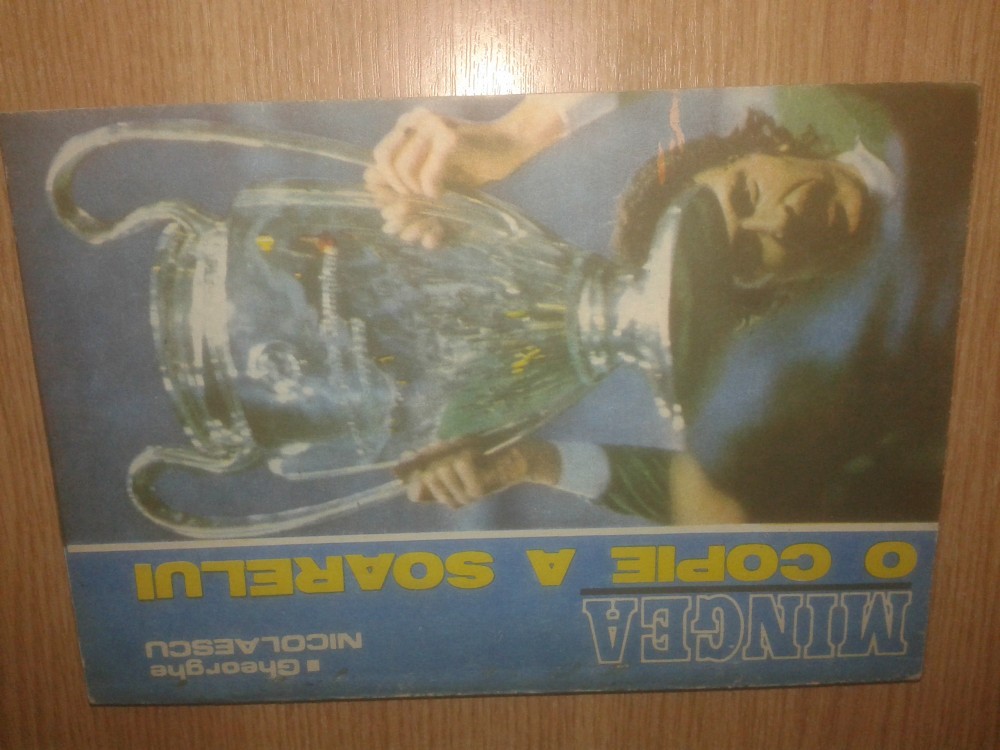 ■ Gheorghe
NICOLAESCU
MINGEA
O COPIE A SOARELUI